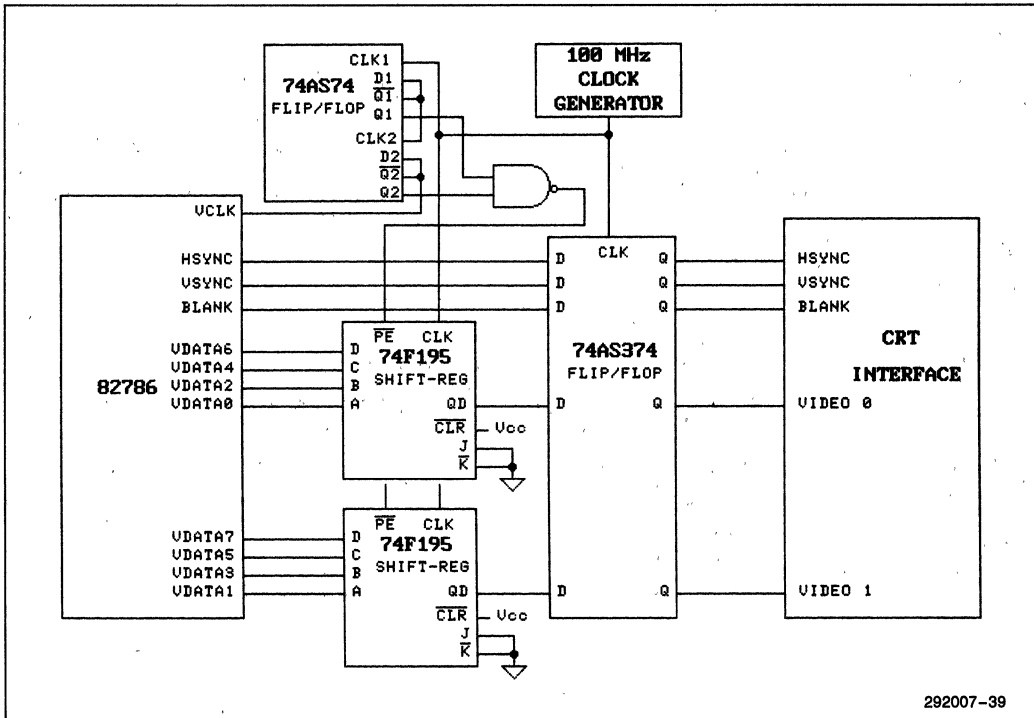 CLK1
D1
Q1
Q1
CLK2
D2
Q2
Q2
74AS74
FLIP/FLOP
100 MHz
CLOCK
GENERATOR
82786
VCLK
HSYNC
VSYNC
BLANK
VDATA6
VDATA4
VDATA2
VDATA0
VDATA7
VDATA5
VDATA3
VDATA1
PE CLK
74F195
SHIFT-REG
D
C
B
A
QD
CLR
Vcc
J
K
PE CLK
74F195
SHIFT-REG
D
C
B
A
QD
CLR
Vcc
J
K
CLK
D Q
D Q
D Q
74AS374
FLIP/FLOP
D Q
D Q
HSYNC
VSYNC
BLANK
CRT
INTERFACE
VIDEO 0
VIDEO 1
292007-39